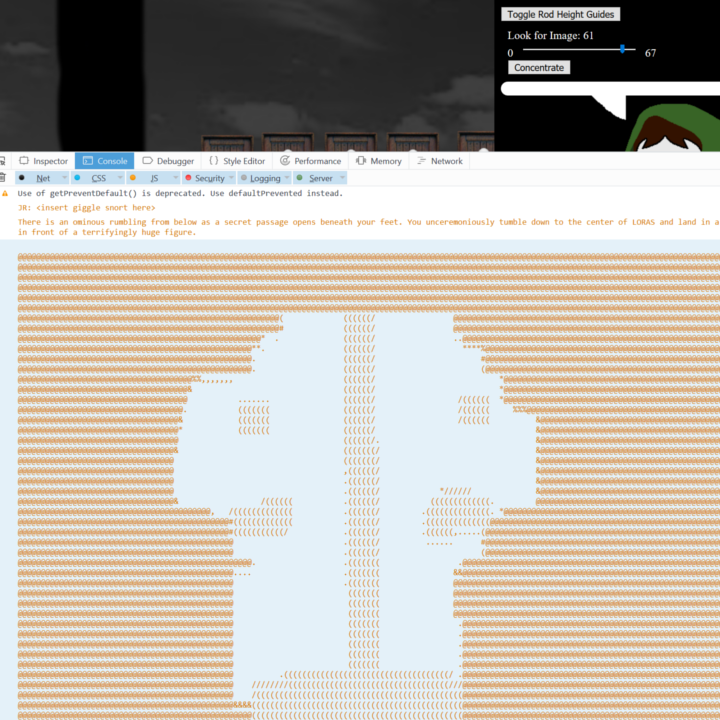 Toggle Rod Height Guides
Look for Image: 61
0 67
Concentrate
Inspector Console Debugger { } Style Editor Performance Memory Network
Net CSS JS Security Logging Server
Use of getPreventDefault() is deprecated. Use defaultPrevented instead.
JR: <insert giggle snort here>
There is an ominous rumbling from below as a secret passage opens beneath your feet. You unceremoniously tumble down to the center of LORAS and land in a
in front of a terrifyingly huge figure.